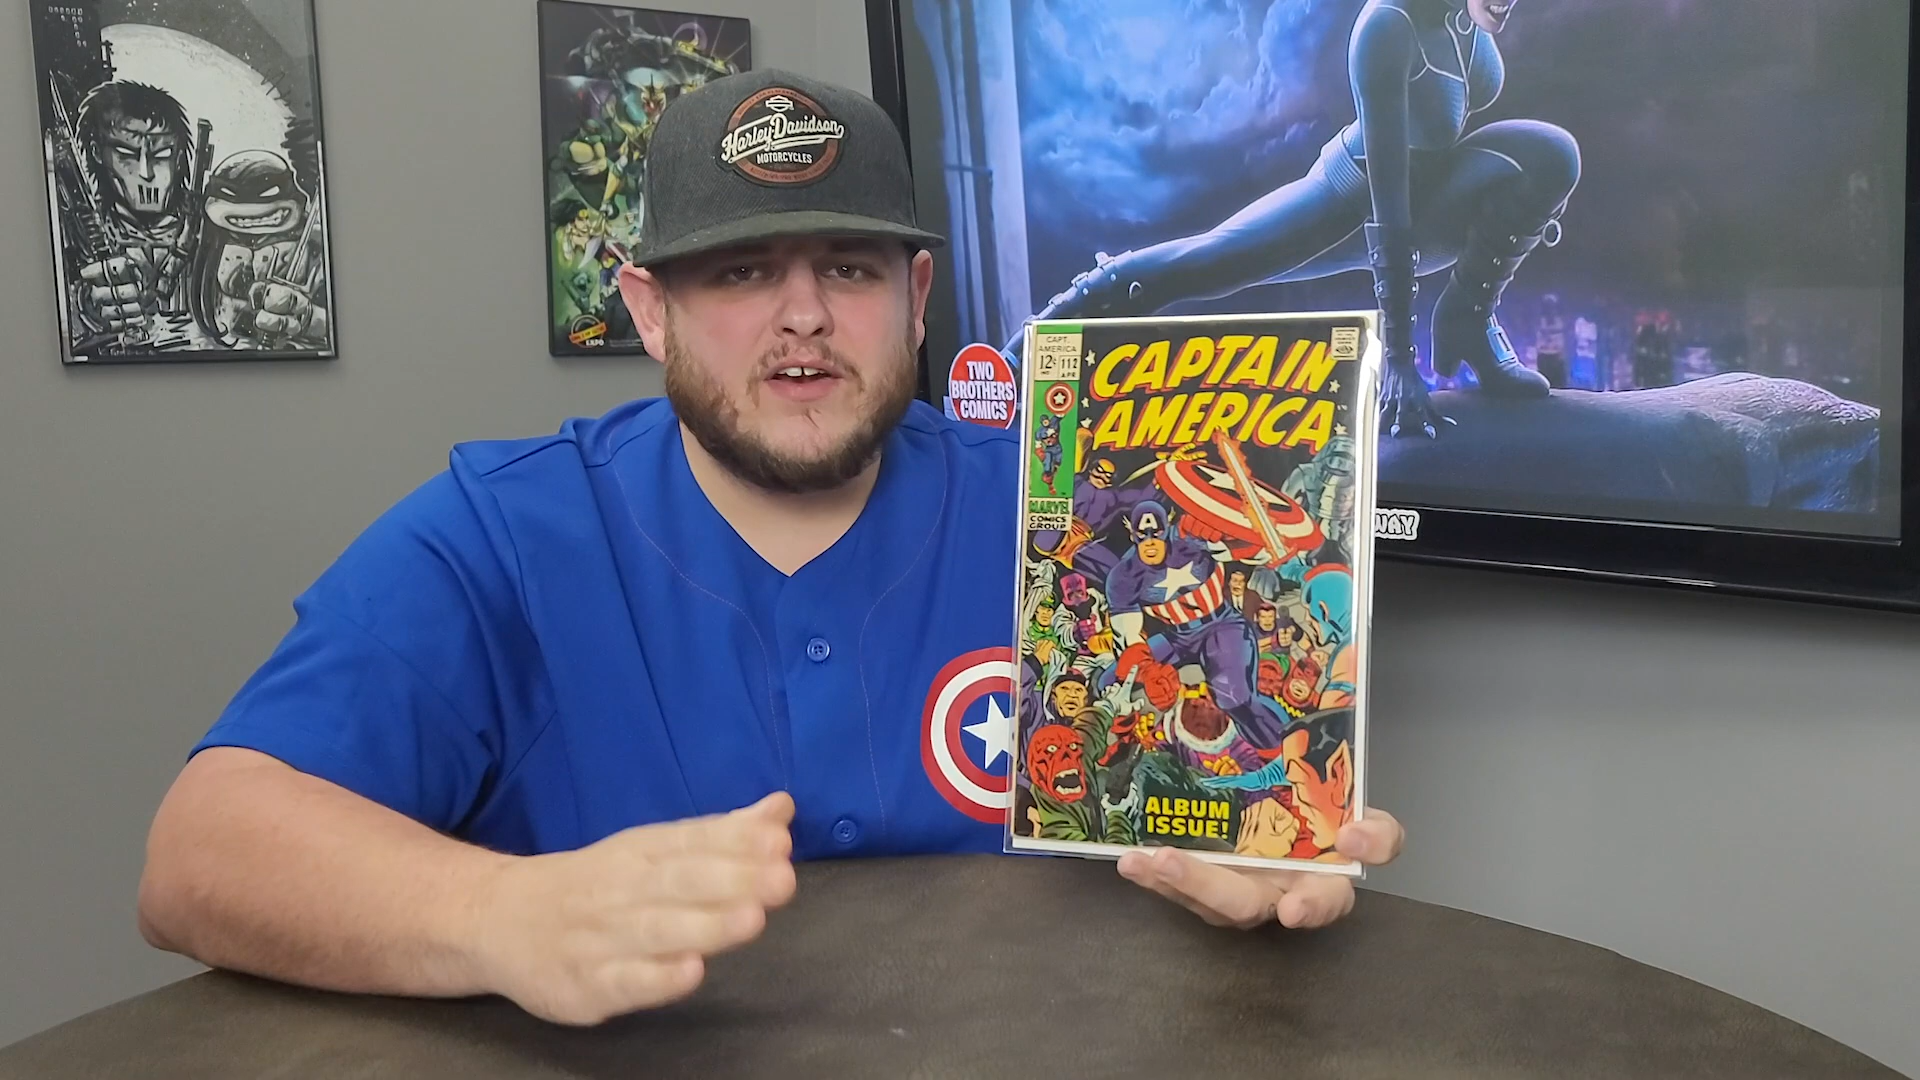 Harley-Davidson
MOTORCYCLES
EXPO
TWO
BROTHERS
COMICS
CAPT.
AMERICA
12¢
112
APR
MARVEL
COMICS
GROUP
CAPTAIN
AMERICA
A
ALBUM
ISSUE!
WAY